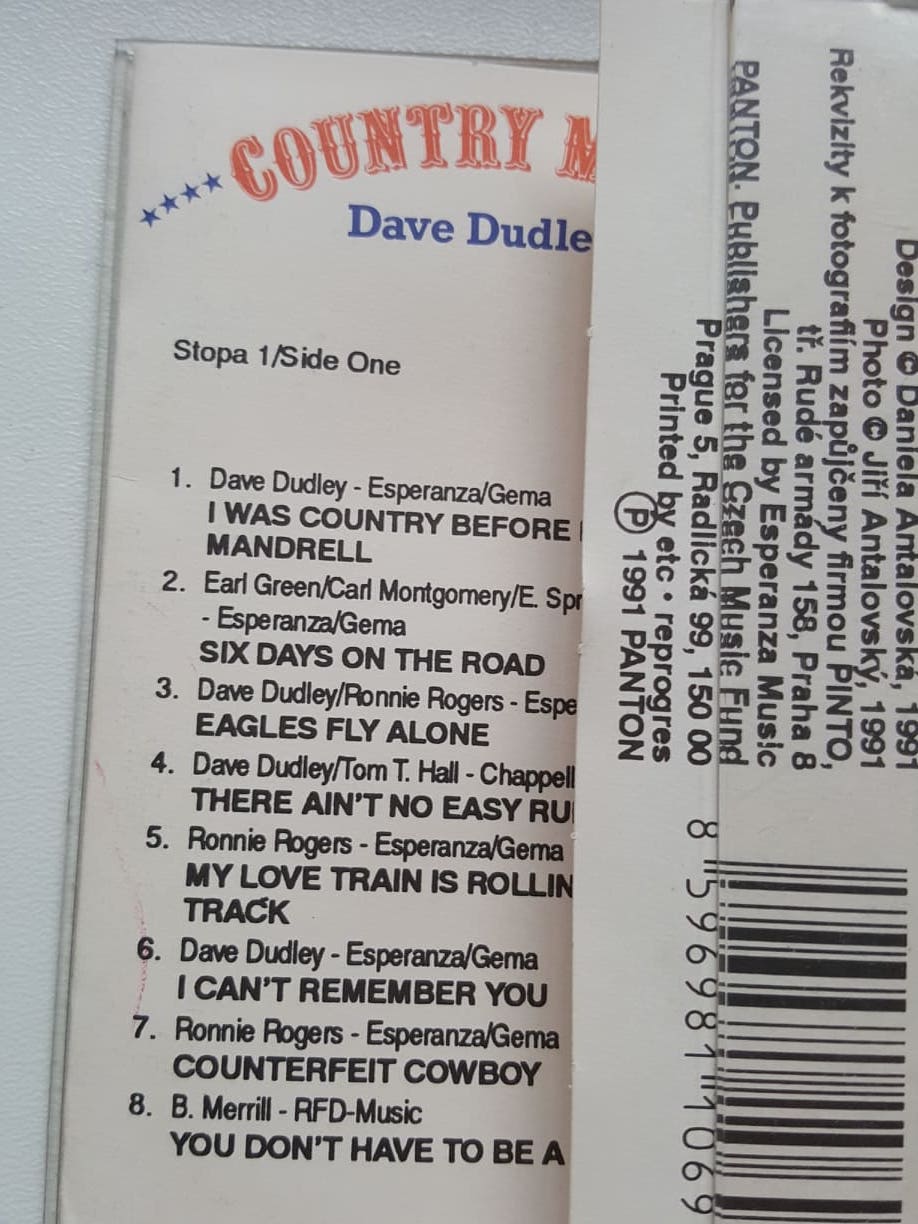 COUNTRY
Dave Dudle
Stopa 1/Side One
1. Dave Dudley - Esperanza/Gema
I WAS COUNTRY BEFORE
MANDRELL
2. Earl Green/Carl Montgomery/E. Spr
- Esperanza/Gema
SIX DAYS ON THE ROAD
3. Dave Dudley/Ronnie Rogers - Espe
EAGLES FLY ALONE
4. Dave Dudley/Tom T. Hall - Chappell
THERE AIN'T NO EASY RU
5. Ronnie Rogers - Esperanza/Gema
MY LOVE TRAIN IS ROLLIN
TRACK
6. Dave Dudley - Esperanza/Gema
I CAN'T REMEMBER YOU
7. Ronnie Rogers - Esperanza/Gema
COUNTERFEIT COWBOY
8. B. Merrill - RFD-Music
YOU DON'T HAVE TO BE A
Design © Daniela Antalovská, 1991
Photo © Jiří Antalovský, 1991
Rekvizity k fotografiím zapůjčeny firmou PINTO,
tř. Rudé armády 158, Praha 8
Licensed by Esperanza Music
PANTON· Publishers for the Czech Music Fund
Prague 5, Radlická 99, 150 00
Printed by etc • reprogres
Ⓟ 1991 PANTON
8 596981 1069